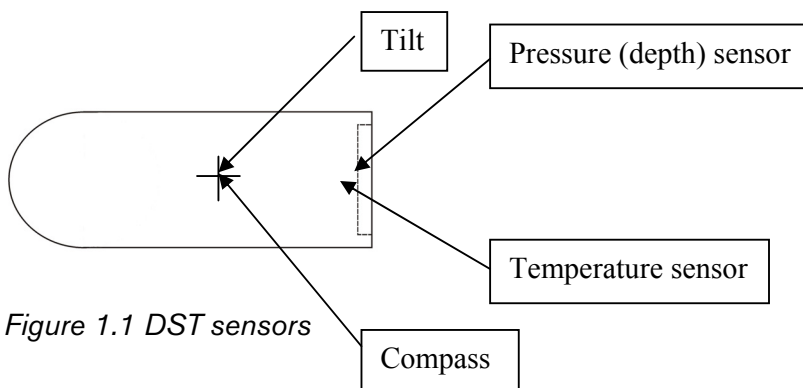 Tilt
Pressure (depth) sensor
Temperature sensor
Figure 1.1 DST sensors
Compass